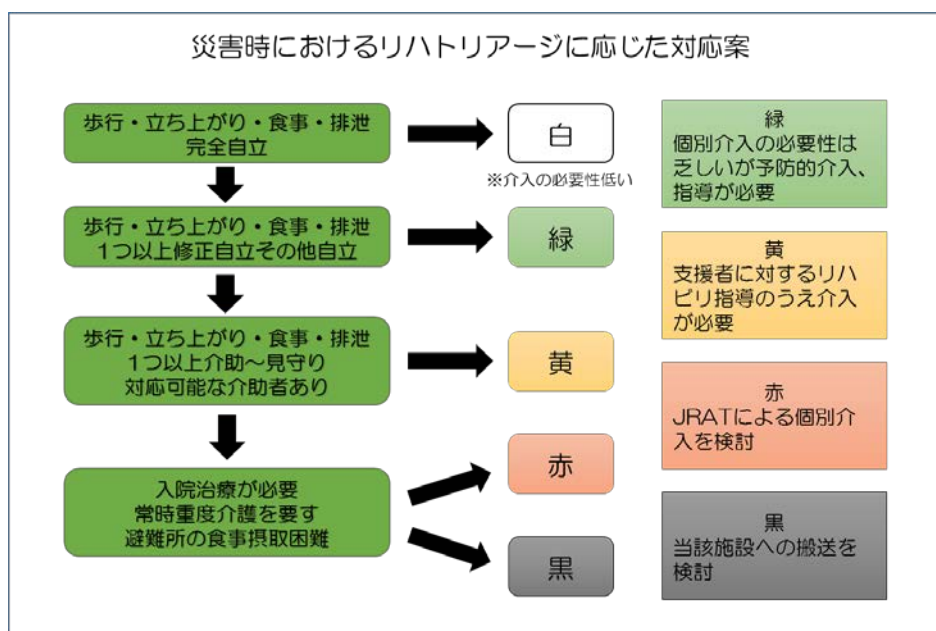 災害時におけるリハトリアージに応じた対応案
歩行・立ち上がり・食事・排泄
完全自立
白
※介入の必要性低い
歩行・立ち上がり・食事・排泄
1つ以上修正自立その他自立
緑
歩行・立ち上がり・食事・排泄
1つ以上介助～見守り
対応可能な介助者あり
黄
入院治療が必要
常時重度介護を要す
避難所の食事摂取困難
赤
黒
緑
個別介入の必要性は
乏しいが予防的介入、
指導が必要
黄
支援者に対するリハ
ビリ指導のうえ介入
が必要
赤
JRATによる個別介
入を検討
黒
当該施設への搬送を
検討